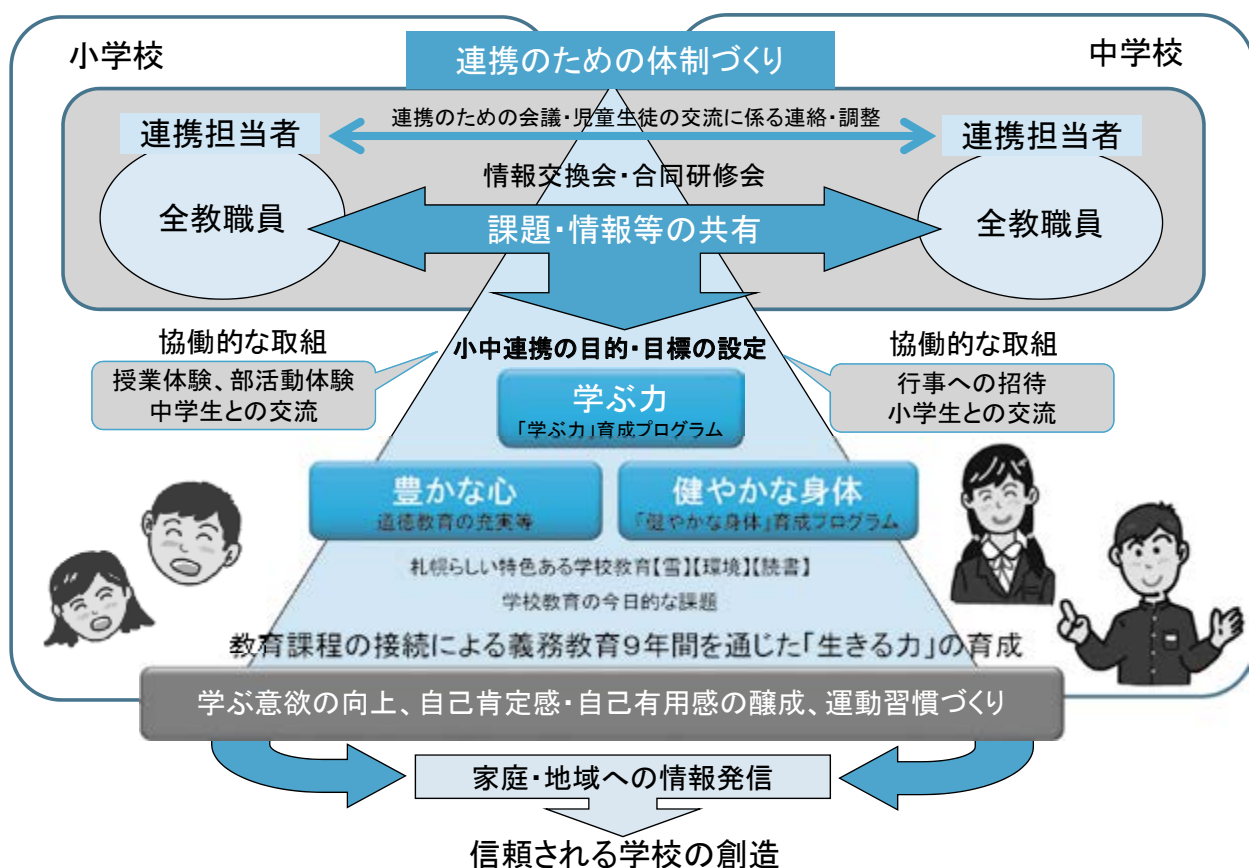 小学校
中学校
連携のための体制づくり
連携のための会議・児童生徒の交流に係る連絡・調整
連携担当者
連携担当者
情報交換会・合同研修会
全教職員
課題・情報等の共有
全教職員
協働的な取組
授業体験、部活動体験
中学生との交流
小中連携の目的・目標の設定
協働的な取組
行事への招待
小学生との交流
学ぶ力
「学ぶ力」育成プログラム
豊かな心
道徳教育の充実等
健やかな身体
「健やかな身体」育成プログラム
札幌らしい特色ある学校教育【雪】【環境】【読書】
学校教育の今日的な課題
教育課程の接続による義務教育９年間を通じた「生きる力」の育成
学ぶ意欲の向上、自己肯定感・自己有用感の醸成、運動習慣づくり
家庭・地域への情報発信
信頼される学校の創造